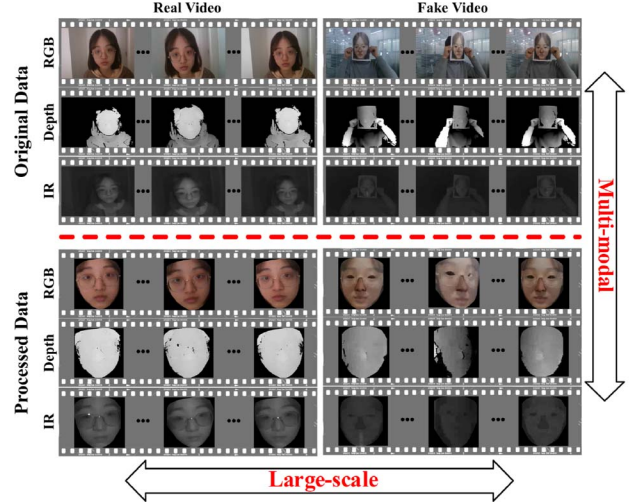 Real Video
Fake Video
Original Data
RGB
Depth
IR
Processed Data
RGB
Depth
IR
Multi-modal
Large-scale